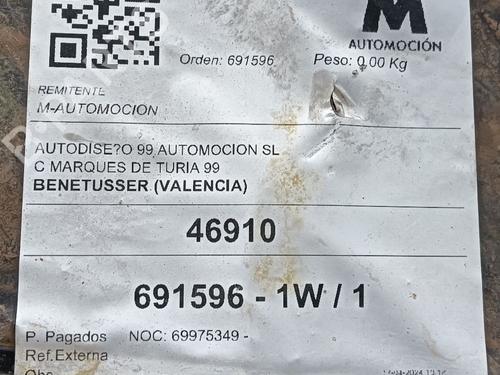 M
AUTOMOCIÓN
Orden: 691596
Peso: 0,00 Kg
REMITENTE
M-AUTOMOCION
AUTODISE?O 99 AUTOMOCION SL
C MARQUES DE TURIA 99
BENETUSSER (VALENCIA)
46910
691596 - 1W / 1
P. Pagados
NOC: 69975349 -
Ref.Externa
Obs